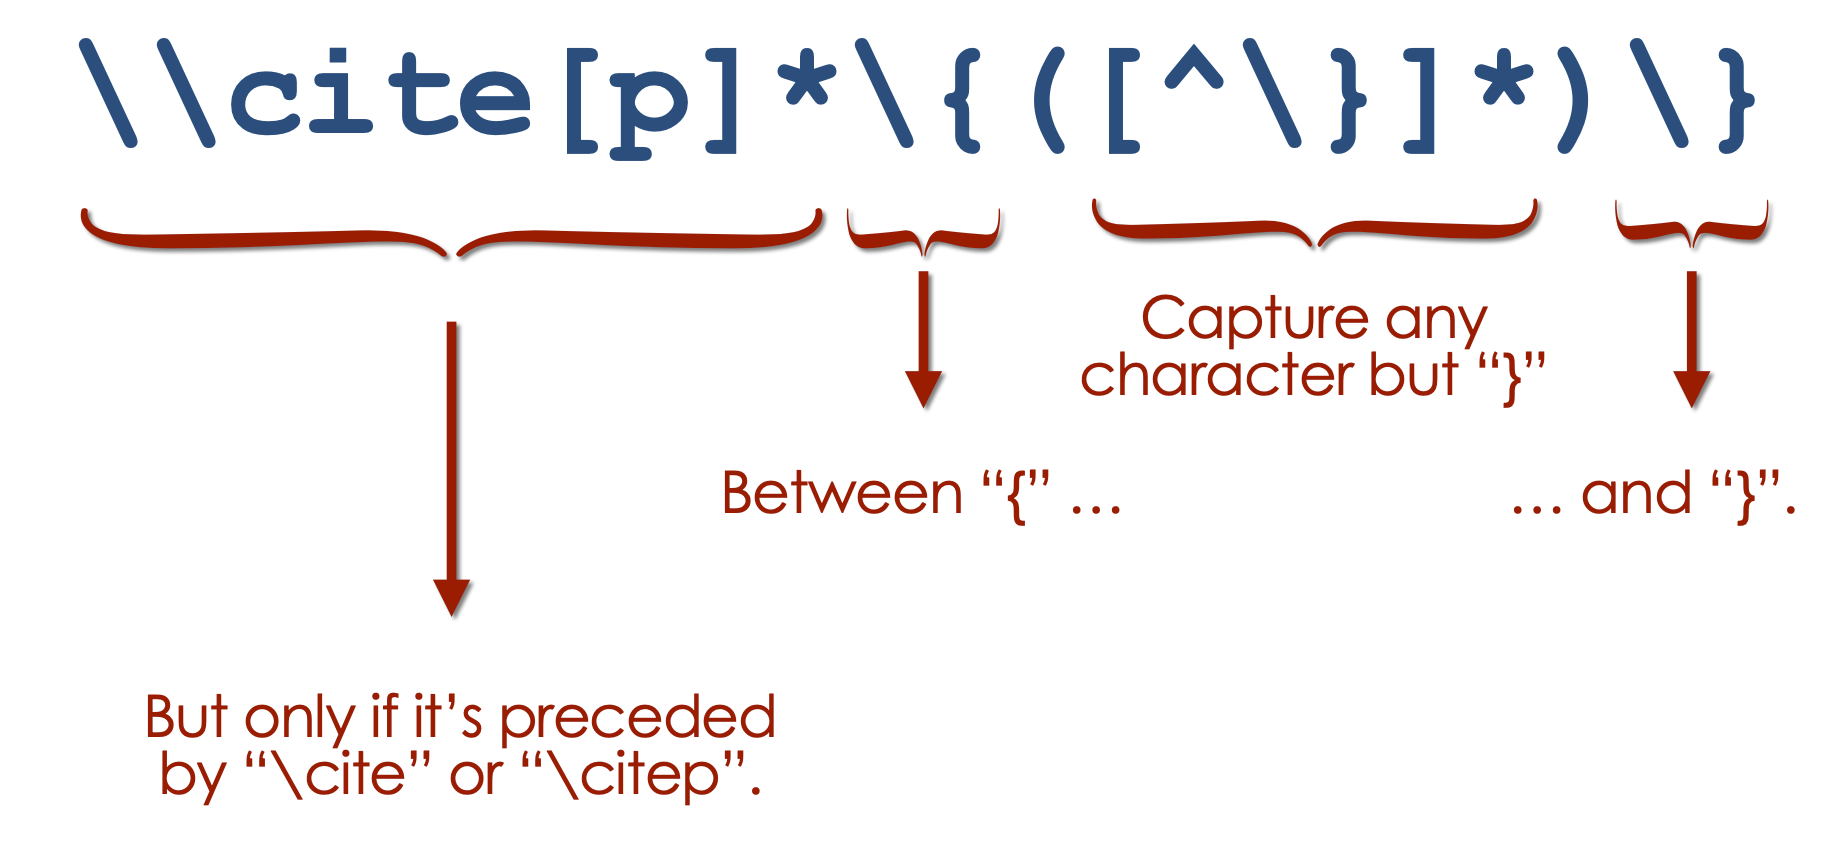 \\cite[p]*\{([^\}]*)\}
Capture any
character but “}”
Between “{” …
… and “}”.
But only if it’s preceded
by “\cite” or “\citep”.